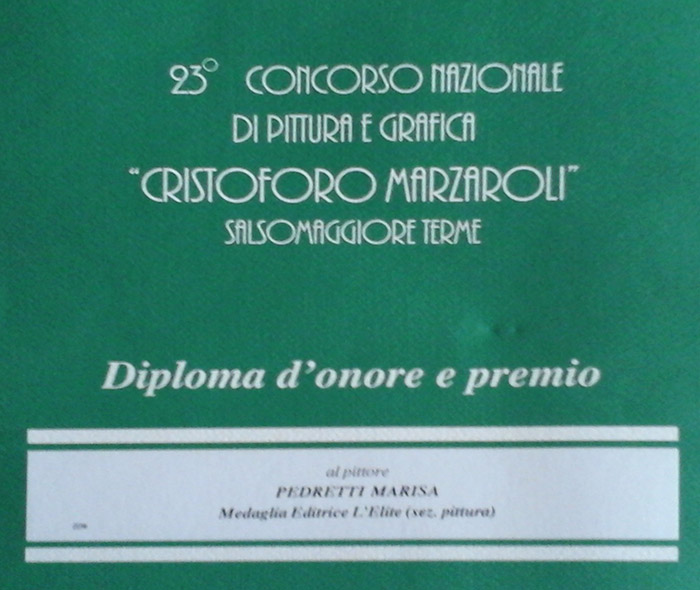 23° CONCORSO NAZIONALE
DI PITTURA E GRAFICA
"CRISTOFORO MARZAROLI"
SALSOMAGGIORE TERME
Diploma d'onore e premio
al pittore
PEDRETTI MARISA
Medaglia Editrice L'Elite (sez. pittura)